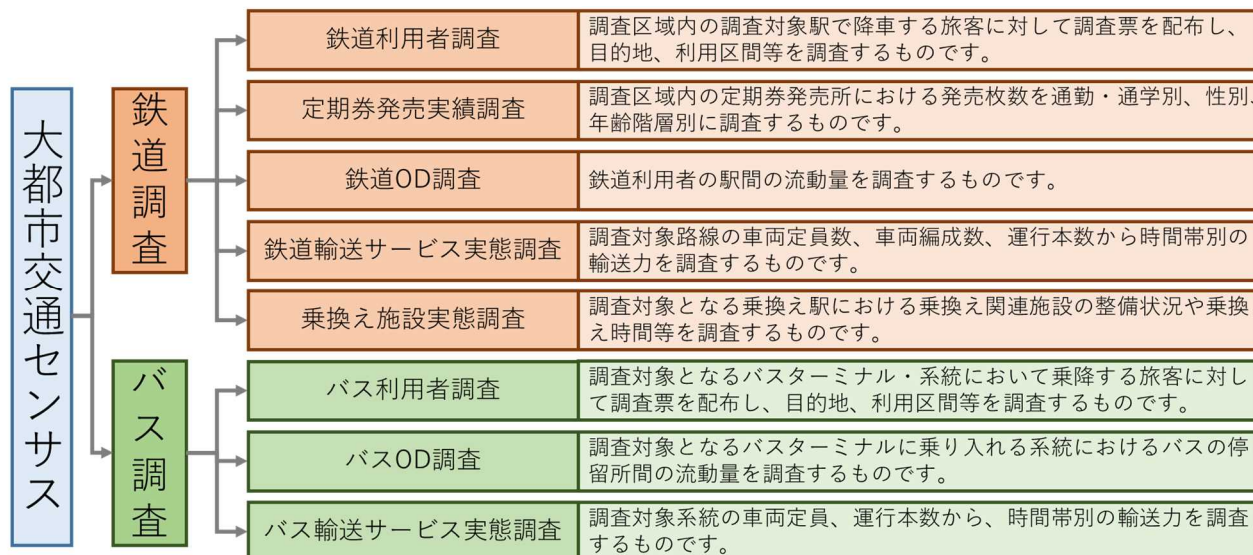 大都市交通センサス
鉄道調査
鉄道利用者調査
調査区域内の調査対象駅で降車する旅客に対して調査票を配布し、
目的地、利用区間等を調査するものです。
定期券発売実績調査
調査区域内の定期券発売所における発売枚数を通勤・通学別、性別、
年齢階層別に調査するものです。
鉄道OD調査
鉄道利用者の駅間の流動量を調査するものです。
鉄道輸送サービス実態調査
調査対象路線の車両定員数、車両編成数、運行本数から時間帯別の
輸送力を調査するものです。
乗換え施設実態調査
調査対象となる乗換え駅における乗換え関連施設の整備状況や乗換
え時間等を調査するものです。
バス調査
バス利用者調査
調査対象となるバスターミナル・系統において乗降する旅客に対し
て調査票を配布し、目的地、利用区間等を調査するものです。
バスOD調査
調査対象となるバスターミナルに乗り入れる系統におけるバスの停
留所間の流動量を調査するものです。
バス輸送サービス実態調査
調査対象系統の車両定員、運行本数から、時間帯別の輸送力を調査
するものです。